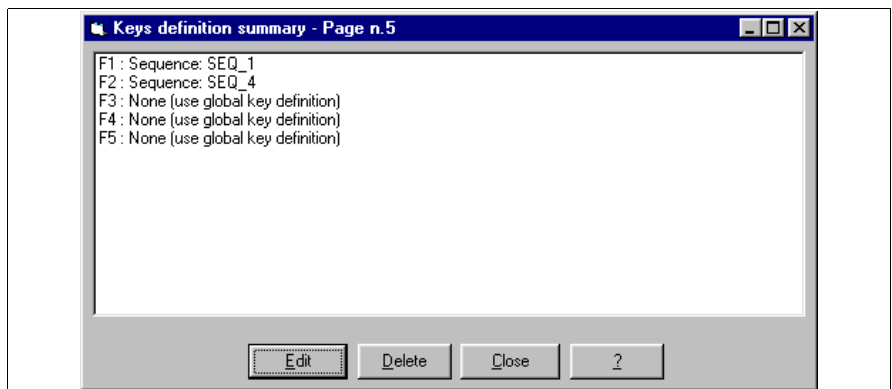 Keys definition summary - Page n.5
F1 : Sequence: SEQ_1
F2 : Sequence: SEQ_4
F3 : None (use global key definition)
F4 : None (use global key definition)
F5 : None (use global key definition)
Edit Delete Close ?